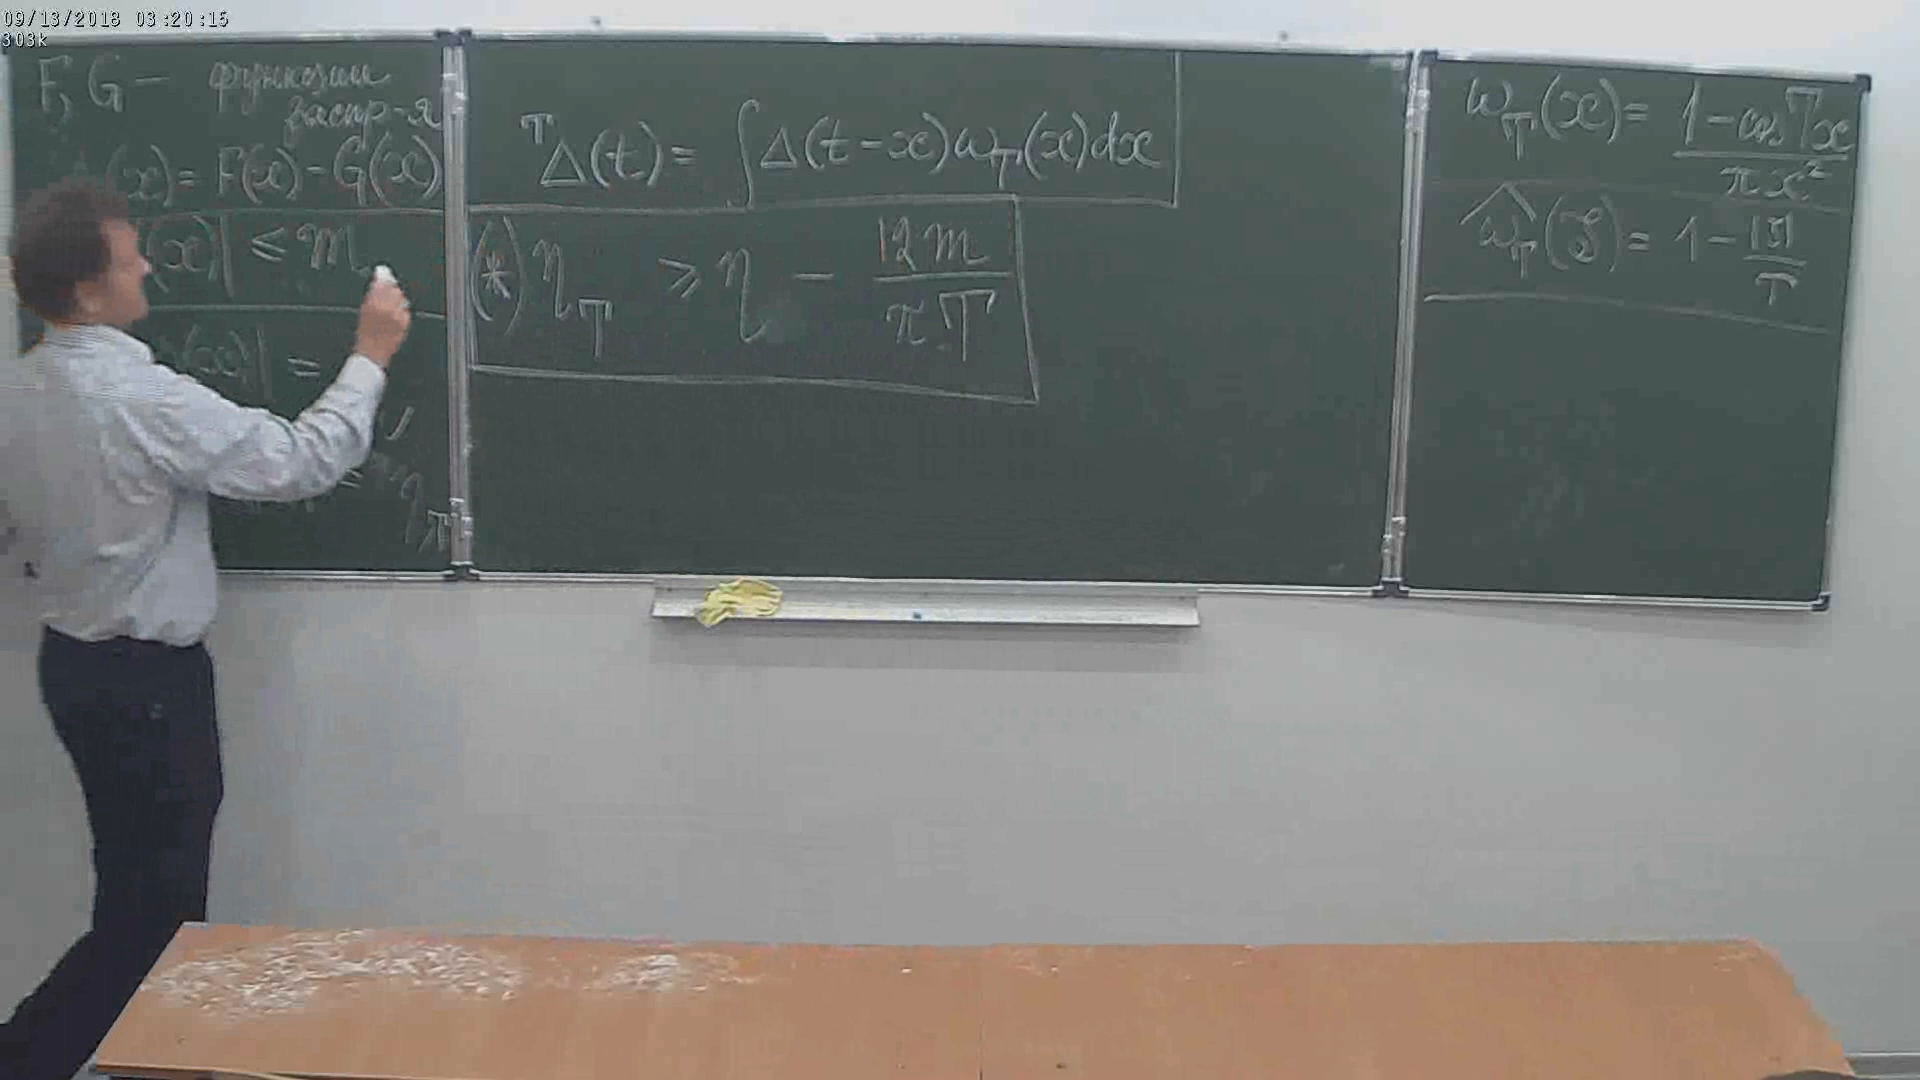 09/13/2018 03:20:15
303k
F, G — функции
распр-я
(x) = F(x) - G(x)
(x)| ≤ m
(x)| =
η_T
^TΔ(t) = ∫Δ(t-x)ω_T(x)dx
(*) η_T ≥ η - 12m/πT
ω_T(x) = (1 - cos Tx)/(πx²)
ω̂_T(ζ) = 1 - |ζ|/T